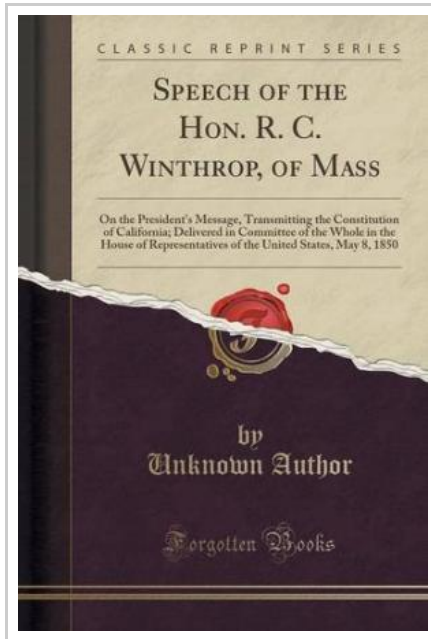 CLASSIC REPRINT SERIES
SPEECH OF THE
HON. R. C.
WINTHROP, OF MASS
On the President's Message, Transmitting the Constitution
of California; Delivered in Committee of the Whole in the
House of Representatives of the United States, May 8, 1850
by
Unknown Author
Forgotten Books